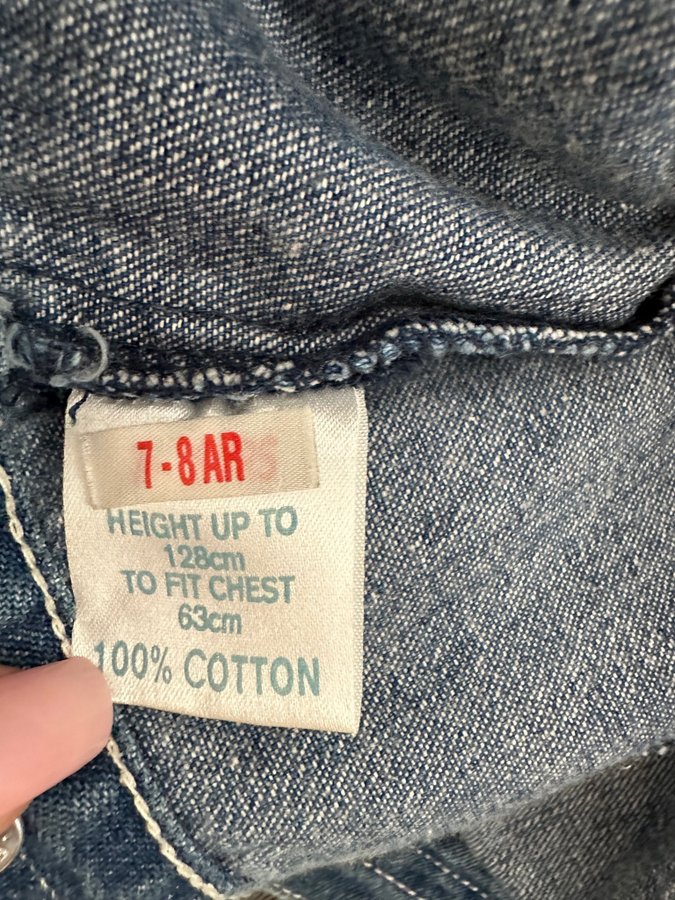 7-8 AR
HEIGHT UP TO
128cm
TO FIT CHEST
63cm
100% COTTON